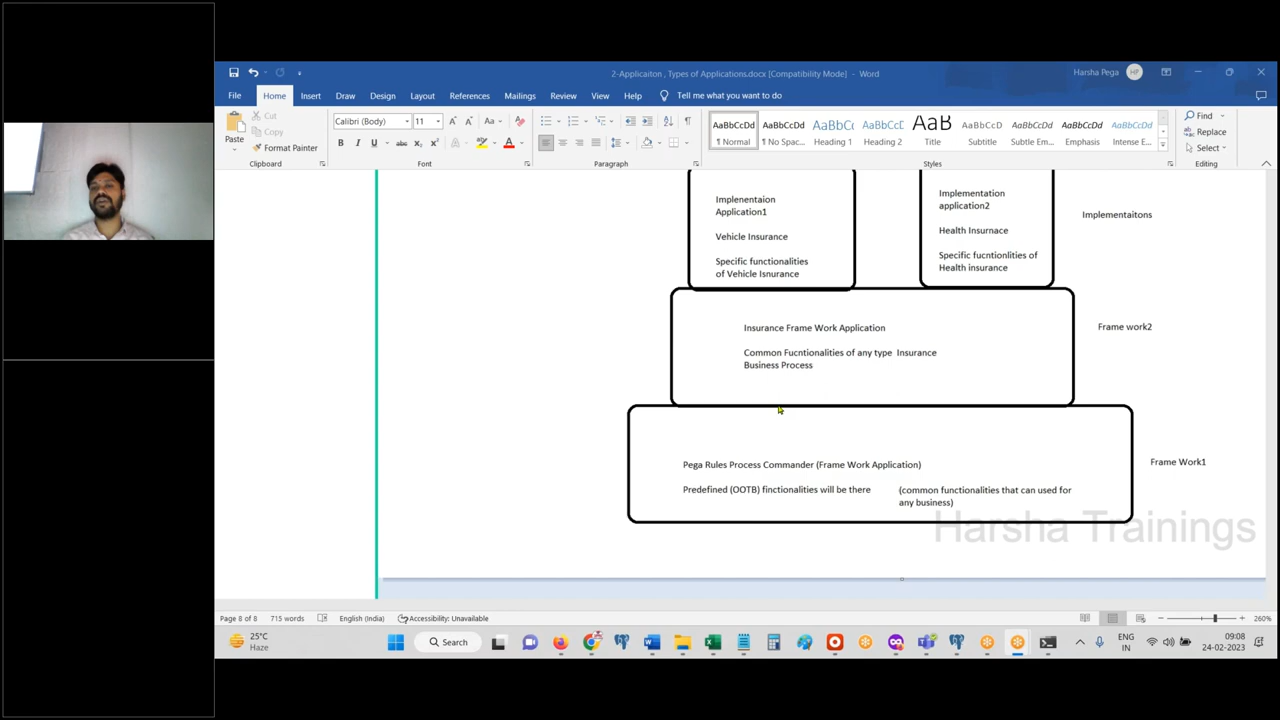 2-Applicaiton , Types of Applications.docx [Compatibility Mode] - Word
Harsha Pega
HP
File Home Insert Draw Design Layout References Mailings Review View Help Tell me what you want to do
Paste
Cut
Copy
Format Painter
Clipboard
Calibri (Body) 11
Font
Paragraph
AaBbCcDd AaBbCcDd AaBbCc AaBbCcD AaB AaBbCcD AaBbCcDd AaBbCcDd AaBbCcDd
¶ Normal ¶ No Spac... Heading 1 Heading 2 Title Subtitle Subtle Em... Emphasis Intense E...
Styles
Find
Replace
Select
Editing
Implenentaion
Application1
Vehicle Insurance
Specific functionalities
of Vehicle Isnurance
Implementation
application2
Health Insurnace
Specific fucntionlities of
Health insurance
Implementaitons
Insurance Frame Work Application
Common Fucntionalities of any type Insurance
Business Process
Frame work2
Pega Rules Process Commander (Frame Work Application)
Predefined (OOTB) finctionalities will be there
(common functionalities that can used for
any business)
Frame Work1
Harsha Trainings
Page 8 of 8 715 words English (India) Accessibility: Unavailable 260%
25°C
Haze
Search
ENG
IN
09:08
24-02-2023